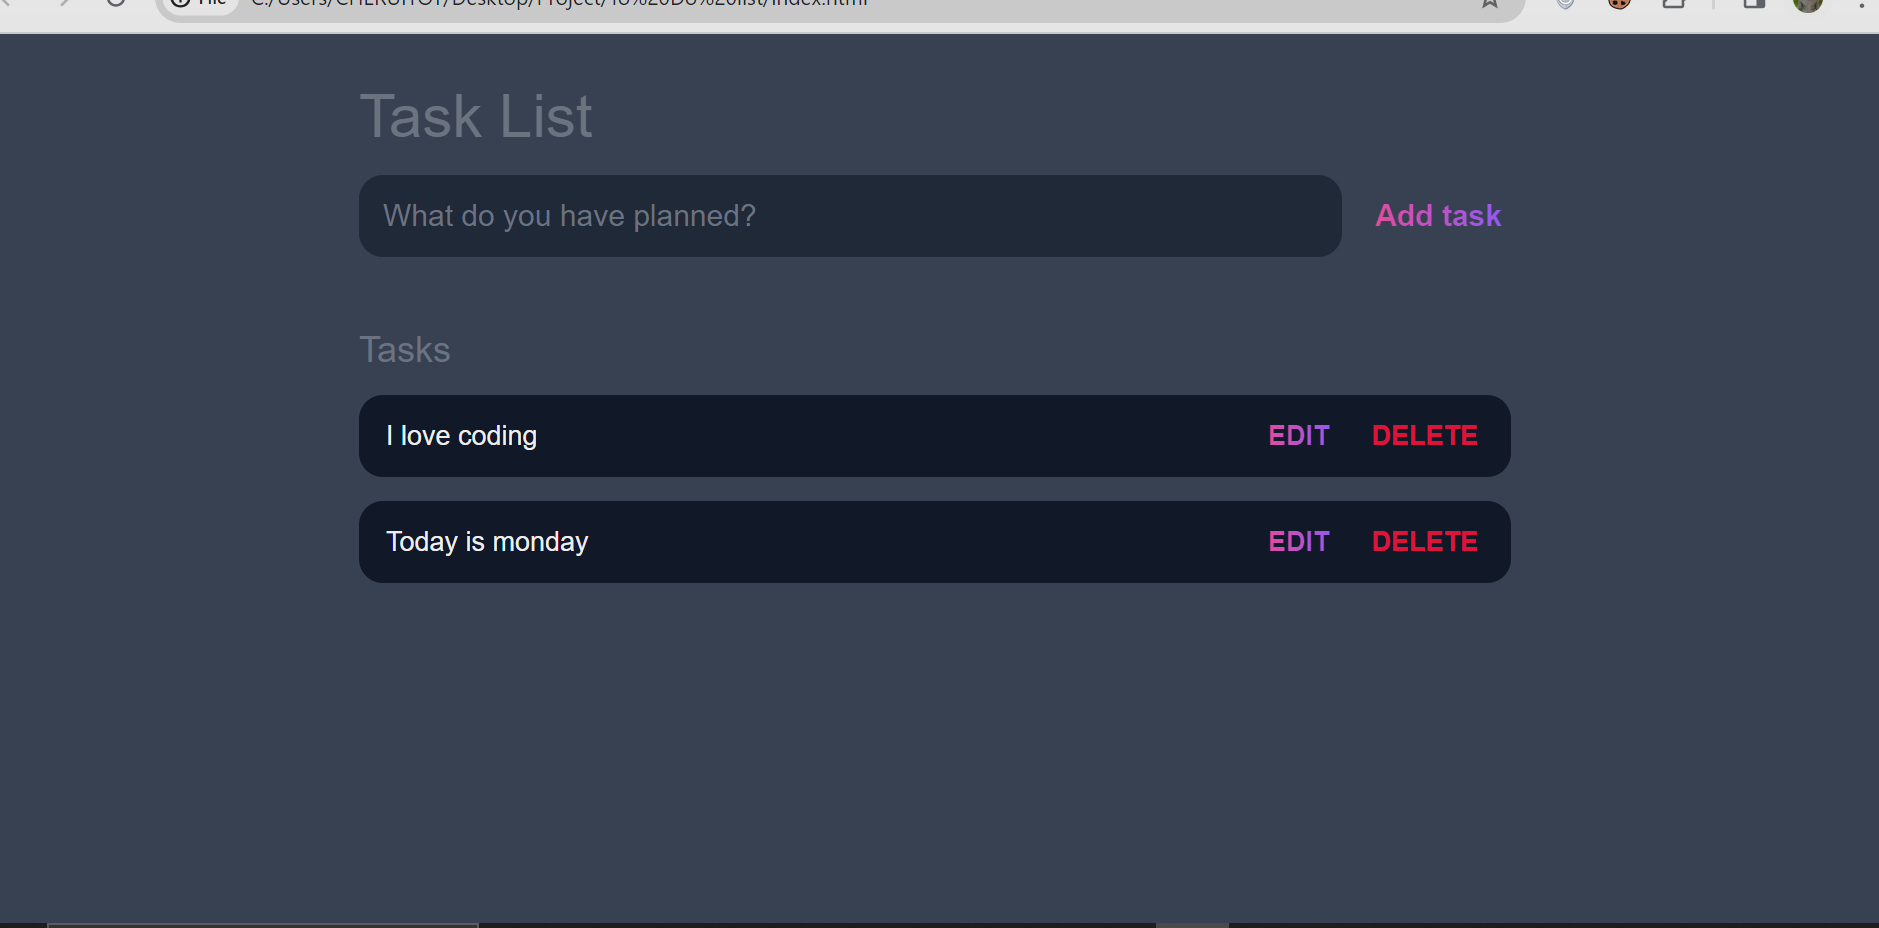 Task List
What do you have planned?
Add task
Tasks
I love coding
EDIT
DELETE
Today is monday
EDIT
DELETE